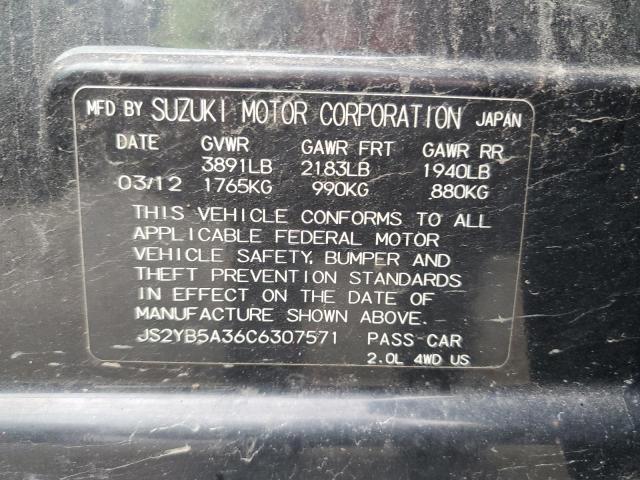 MFD BY SUZUKI MOTOR CORPORATION JAPAN
DATE GVWR GAWR FRT GAWR RR
3891LB 2183LB 1940LB
03/12 1765KG 990KG 880KG
THIS VEHICLE CONFORMS TO ALL
APPLICABLE FEDERAL MOTOR
VEHICLE SAFETY, BUMPER AND
THEFT PREVENTION STANDARDS
IN EFFECT ON THE DATE OF
MANUFACTURE SHOWN ABOVE.
JS2YB5A36C6307571 PASS CAR
2.0L 4WD US